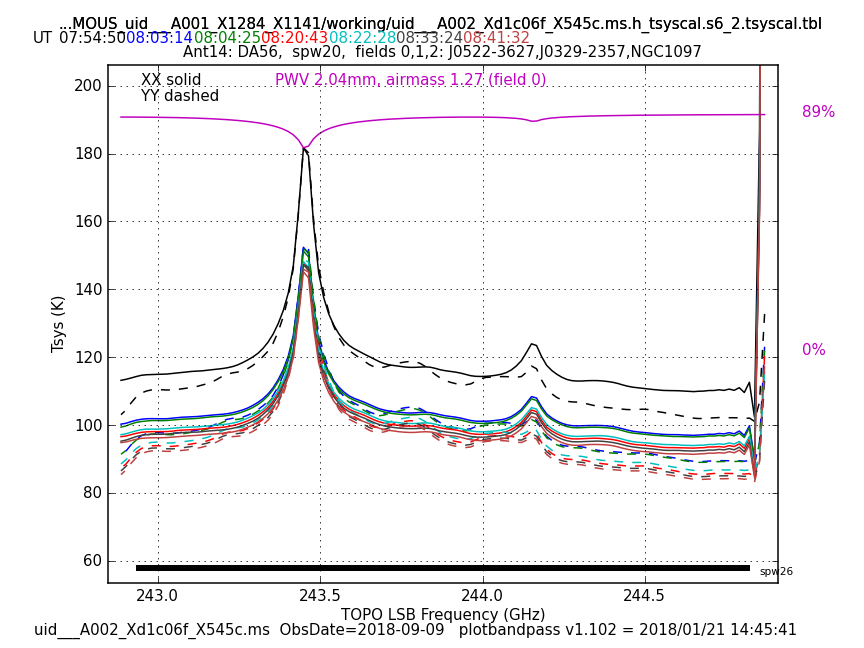 ...MOUS_uid___A001_X1284_X1141/working/uid___A002_Xd1c06f_X545c.ms.h_tsyscal.s6_2.tsyscal.tbl
UT 07:54:50 08:03:14 08:04:25 08:20:43 08:22:28 08:33:24 08:41:32
Ant14: DA56,  spw20,  fields 0,1,2: J0522-3627,J0329-2357,NGC1097
XX solid
YY dashed
PWV 2.04mm, airmass 1.27 (field 0)
89%
0%
200
180
160
140
120
100
80
60
Tsys (K)
spw26
243.0 243.5 244.0 244.5
TOPO LSB Frequency (GHz)
uid___A002_Xd1c06f_X545c.ms  ObsDate=2018-09-09   plotbandpass v1.102 = 2018/01/21 14:45:41